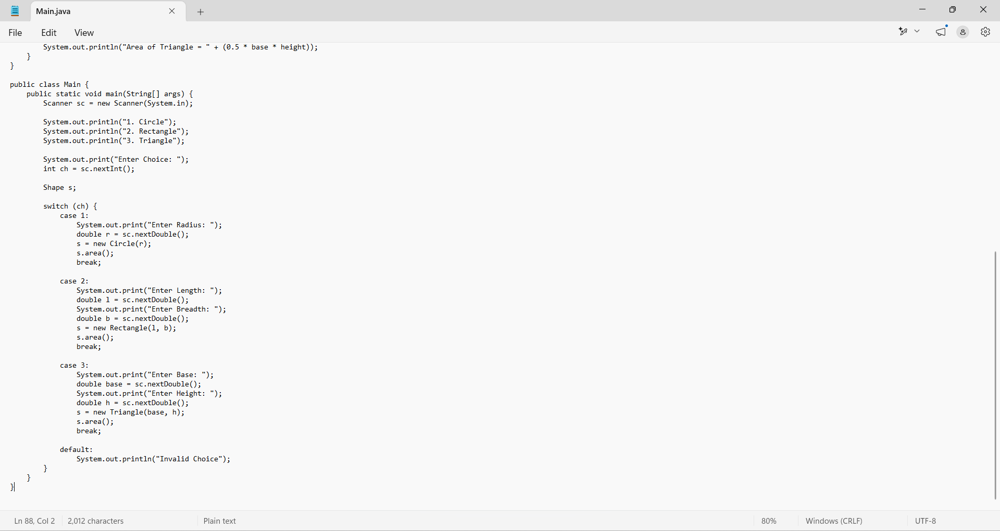 Main.java
File Edit View
        System.out.println("Area of Triangle = " + (0.5 * base * height));
    }
}

public class Main {
    public static void main(String[] args) {
        Scanner sc = new Scanner(System.in);

        System.out.println("1. Circle");
        System.out.println("2. Rectangle");
        System.out.println("3. Triangle");

        System.out.print("Enter Choice: ");
        int ch = sc.nextInt();

        Shape s;

        switch (ch) {
            case 1:
                System.out.print("Enter Radius: ");
                double r = sc.nextDouble();
                s = new Circle(r);
                s.area();
                break;

            case 2:
                System.out.print("Enter Length: ");
                double l = sc.nextDouble();
                System.out.print("Enter Breadth: ");
                double b = sc.nextDouble();
                s = new Rectangle(l, b);
                s.area();
                break;

            case 3:
                System.out.print("Enter Base: ");
                double base = sc.nextDouble();
                System.out.print("Enter Height: ");
                double h = sc.nextDouble();
                s = new Triangle(base, h);
                s.area();
                break;

            default:
                System.out.println("Invalid Choice");
        }
    }
}
Ln 88, Col 2 2,012 characters Plain text 80% Windows (CRLF) UTF-8